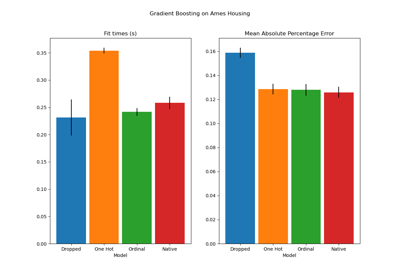 Gradient Boosting on Ames Housing
Fit times (s)
0.35
0.30
0.25
0.20
0.15
0.10
0.05
0.00
Dropped One Hot Ordinal Native
Model
Mean Absolute Percentage Error
0.16
0.14
0.12
0.10
0.08
0.06
0.04
0.02
0.00
Dropped One Hot Ordinal Native
Model